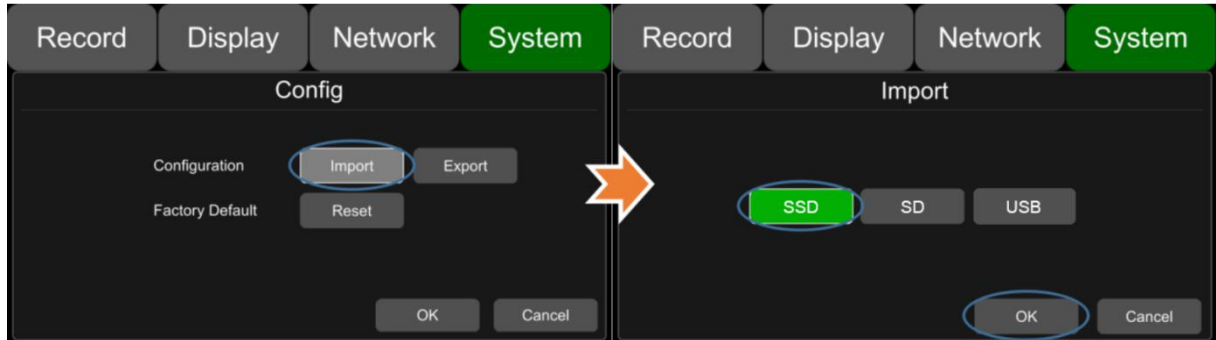 Record Display Network System
Config
Configuration Import Export
Factory Default Reset
OK Cancel
Record Display Network System
Import
SSD SD USB
OK Cancel